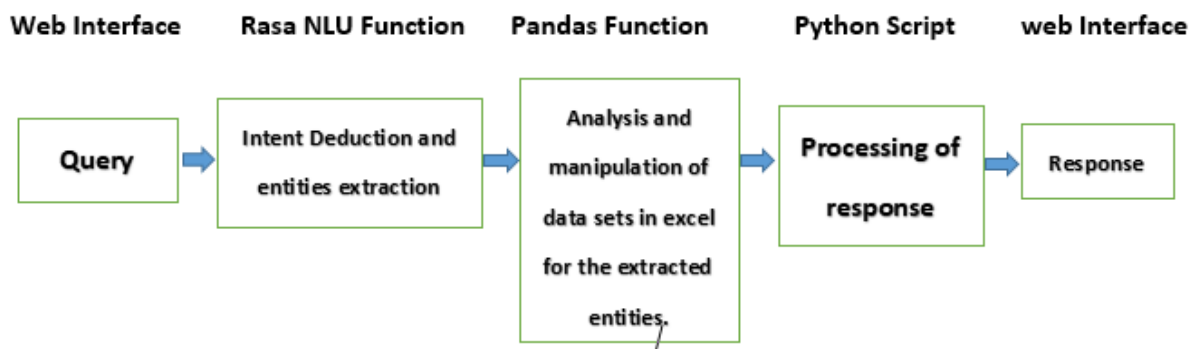 Web Interface
Rasa NLU Function
Pandas Function
Python Script
web Interface
Query
Intent Deduction and
entities extraction
Analysis and
manipulation of
data sets in excel
for the extracted
entities.
Processing of
response
Response